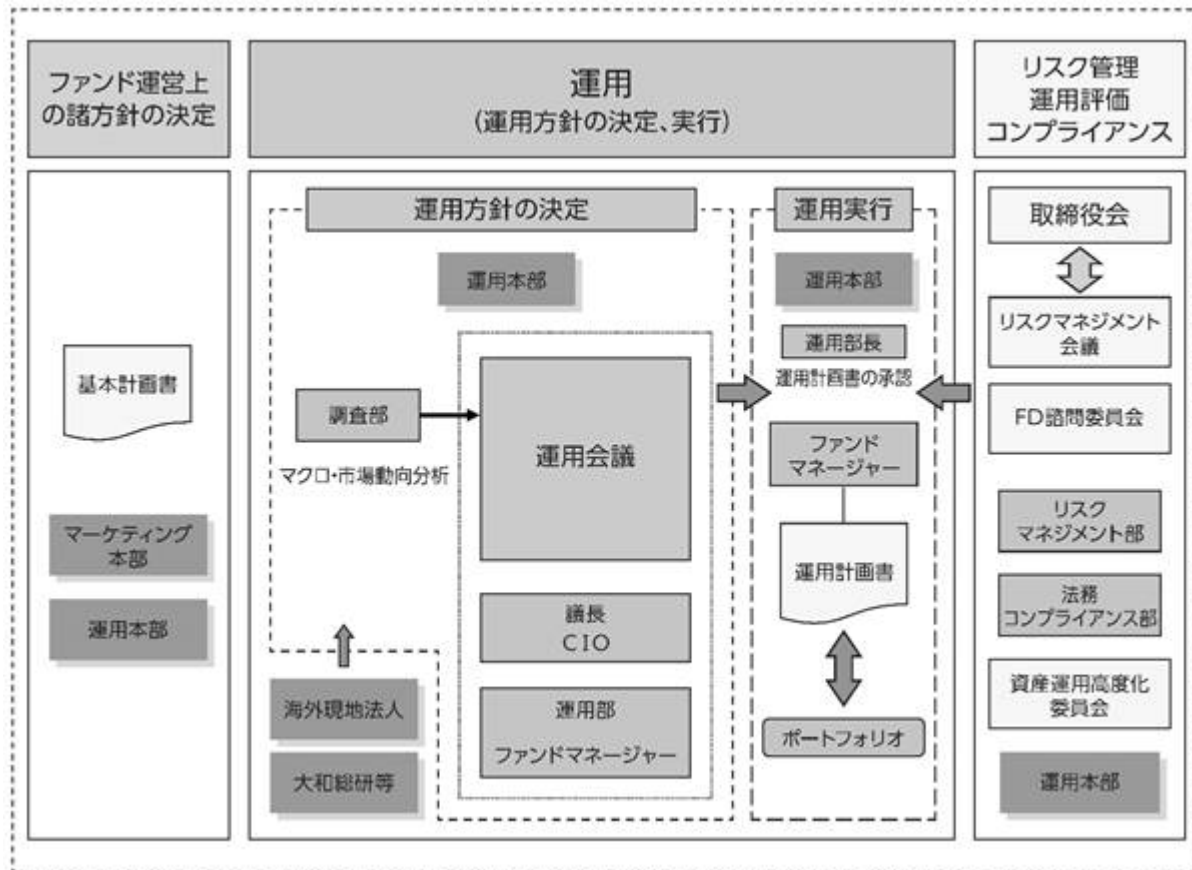 ファンド運営上
の諸方針の決定
運用
(運用方針の決定、実行)
リスク管理
運用評価
コンプライアンス
基本計画書
マーケティング
本部
運用本部
運用方針の決定
運用本部
調査部
マクロ・市場動向分析
運用会議
議長
CIO
運用部
ファンドマネージャー
海外現地法人
大和総研等
運用実行
運用本部
運用部長
運用計画書の承認
ファンド
マネージャー
運用計画書
ポートフォリオ
取締役会
リスクマネジメント
会議
FD諮問委員会
リスク
マネジメント部
法務
コンプライアンス部
資産運用高度化
委員会
運用本部